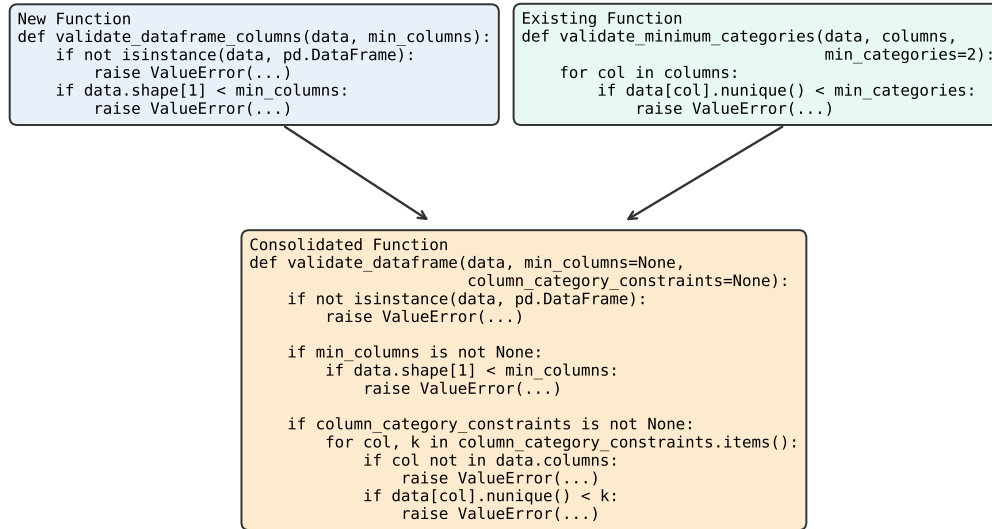 New Function
def validate_dataframe_columns(data, min_columns):
    if not isinstance(data, pd.DataFrame):
        raise ValueError(...)
    if data.shape[1] < min_columns:
        raise ValueError(...)
Existing Function
def validate_minimum_categories(data, columns,
                                min_categories=2):
    for col in columns:
        if data[col].nunique() < min_categories:
            raise ValueError(...)
Consolidated Function
def validate_dataframe(data, min_columns=None,
                       column_category_constraints=None):
    if not isinstance(data, pd.DataFrame):
        raise ValueError(...)
    if min_columns is not None:
        if data.shape[1] < min_columns:
            raise ValueError(...)
    if column_category_constraints is not None:
        for col, k in column_category_constraints.items():
            if col not in data.columns:
                raise ValueError(...)
            if data[col].nunique() < k:
                raise ValueError(...)